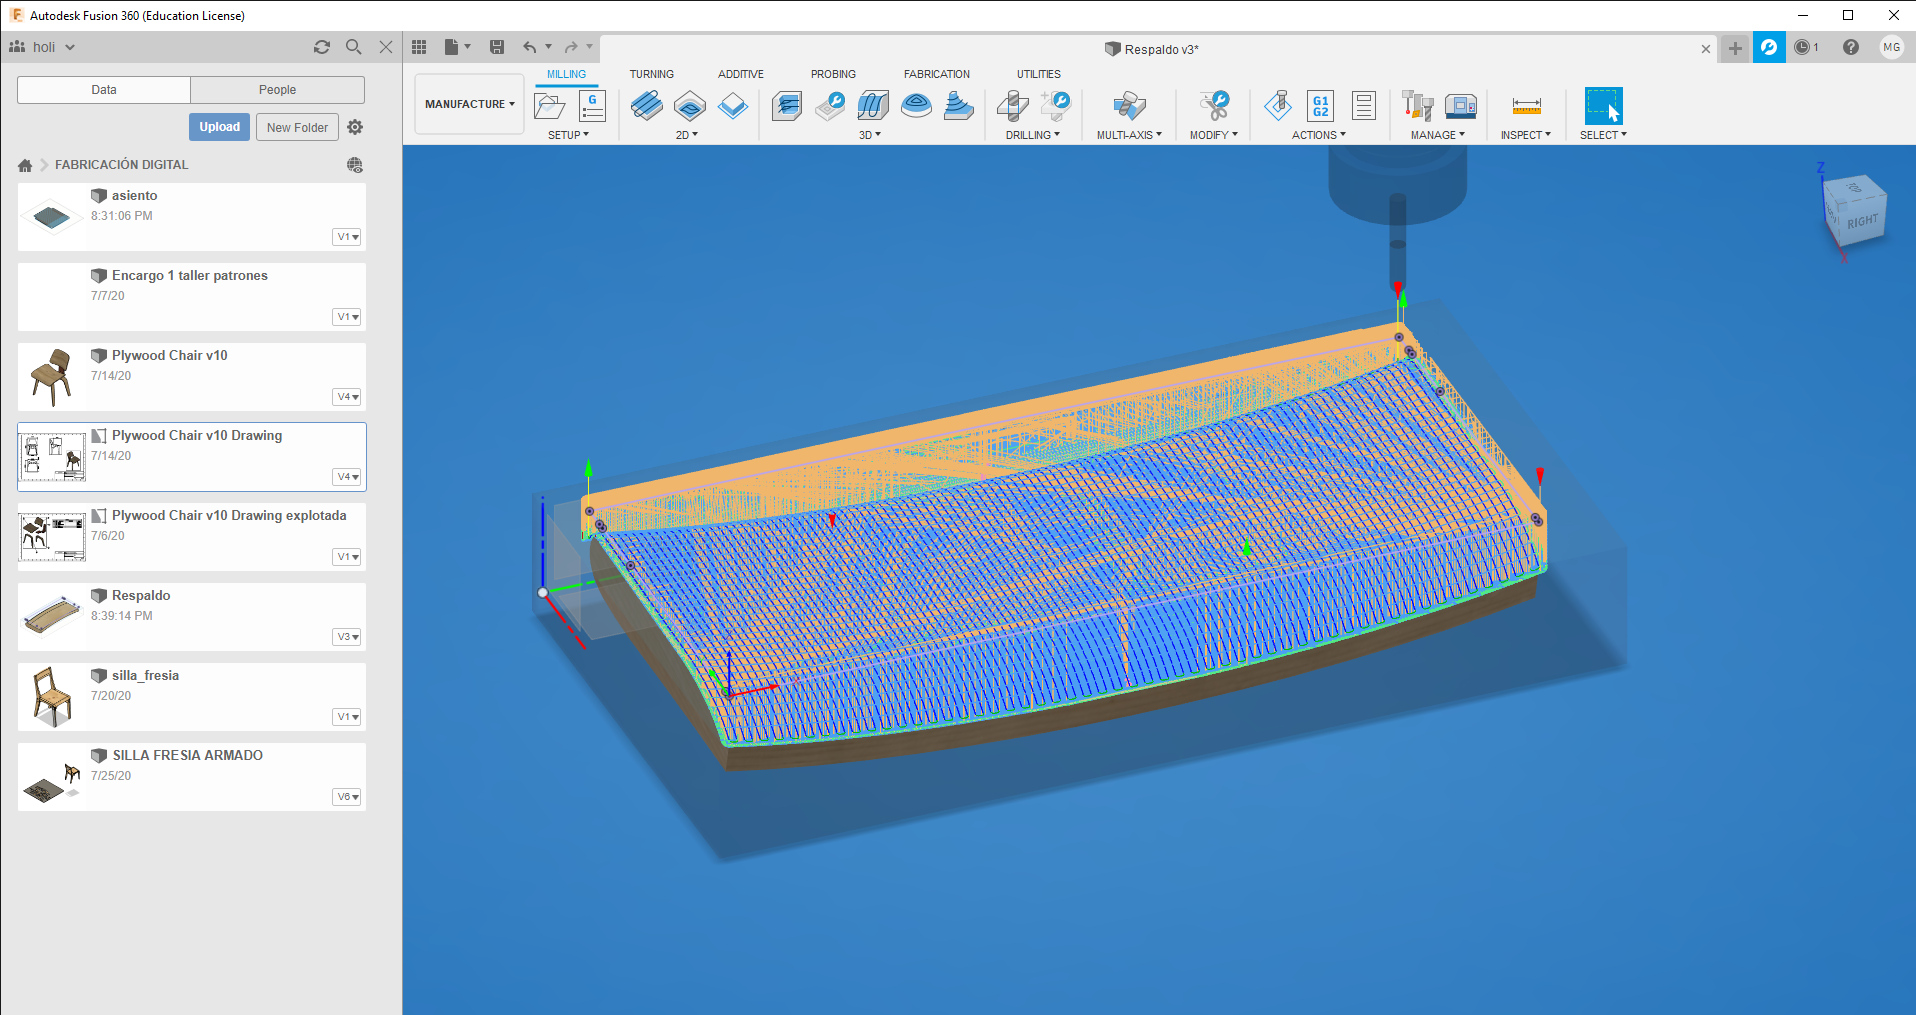 Autodesk Fusion 360 (Education License)
holi
Respaldo v3*
1
MG
Data
People
Upload
New Folder
FABRICACIÓN DIGITAL
asiento
8:31:06 PM
V1
Encargo 1 taller patrones
7/7/20
V1
Plywood Chair v10
7/14/20
V4
Plywood Chair v10 Drawing
7/14/20
V4
Plywood Chair v10 Drawing explotada
7/6/20
V1
Respaldo
8:39:14 PM
V3
silla_fresia
7/20/20
V1
SILLA FRESIA ARMADO
7/25/20
V6
MANUFACTURE
MILLING
TURNING
ADDITIVE
PROBING
FABRICATION
UTILITIES
G
G1
G2
SETUP
2D
3D
DRILLING
MULTI-AXIS
MODIFY
ACTIONS
MANAGE
INSPECT
SELECT
Z
TOP
RIGHT
X